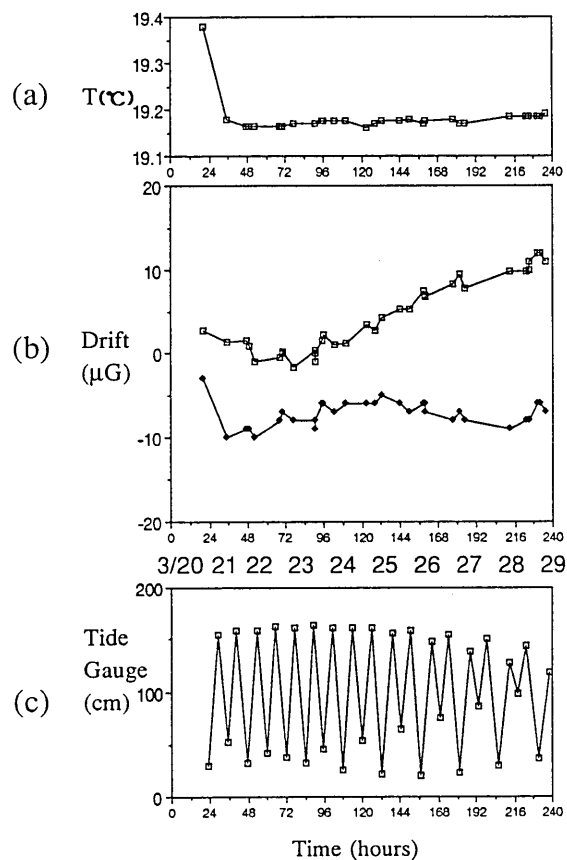 19.4
19.3
(a) T(℃)
19.2
19.1
0 24 48 72 96 120 144 168 192 216 240
20
10
(b) Drift 0
(µG)
-10
-20
0 24 48 72 96 120 144 168 192 216 240
3/20 21 22 23 24 25 26 27 28 29
200
Tide
Gauge 100
(c) (cm)
0
0 24 48 72 96 120 144 168 192 216 240
Time (hours)